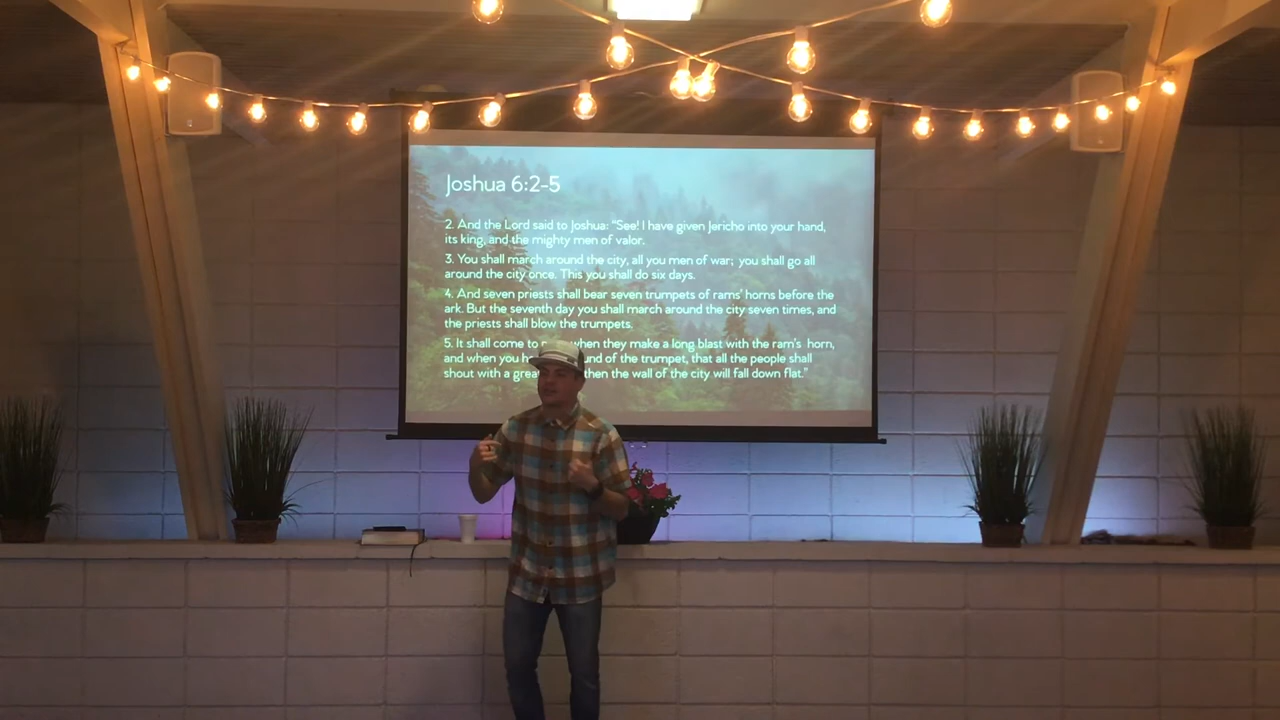 Joshua 6:2-5
2. And the Lord said to Joshua: "See! I have given Jericho into your hand,
its king, and the mighty men of valor.
3. You shall march around the city, all you men of war; you shall go all
around the city once. This you shall do six days.
4. And seven priests shall bear seven trumpets of rams' horns before the
ark. But the seventh day you shall march around the city seven times, and
the priests shall blow the trumpets.
5. It shall come to when they make a long blast with the ram's horn,
and when you of the trumpet, that all the people shall
shout with a then the wall of the city will fall down flat."